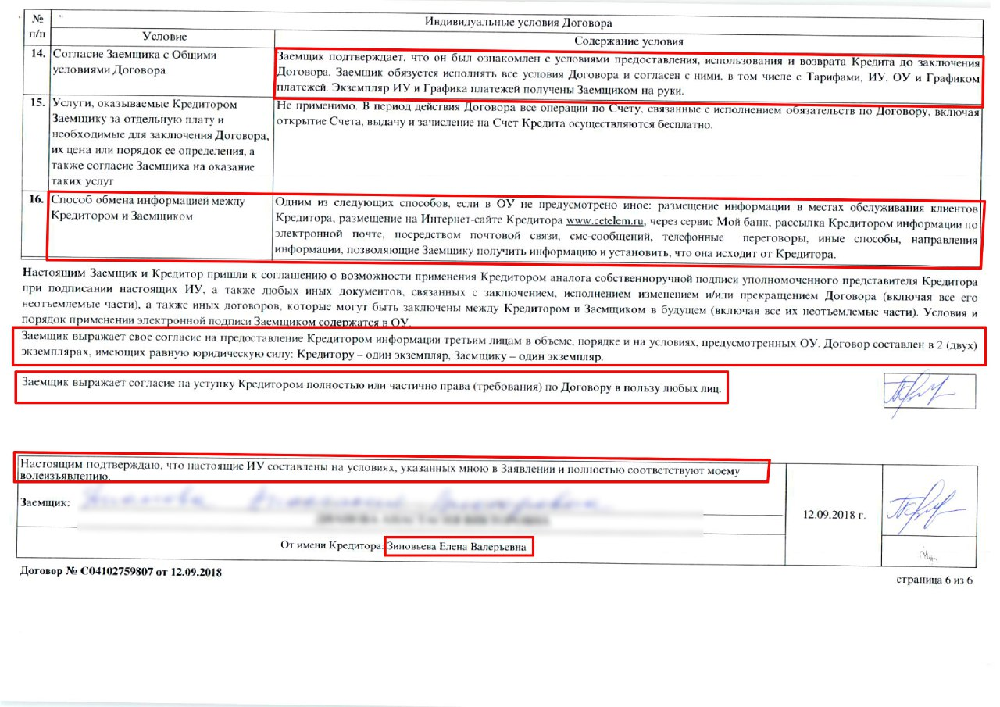 №
п/п
Индивидуальные условия Договора
Условие
Содержание условия
14.
Согласие Заемщика с Общими
условиями Договора
Заемщик подтверждает, что он был ознакомлен с условиями предоставления, использования и возврата Кредита до заключения
Договора. Заемщик обязуется исполнять все условия Договора и согласен с ними, в том числе с Тарифами, ИУ, ОУ и Графиком
платежей. Экземпляр ИУ и Графика платежей получены Заемщиком на руки.
15.
Услуги, оказываемые Кредитором
Заемщику за отдельную плату и
необходимые для заключения Договора,
их цена или порядок ее определения, а
также согласие Заемщика на оказание
таких услуг
Не применимо. В период действия Договора все операции по Счету, связанные с исполнением обязательств по Договору, включая
открытие Счета, выдачу и зачисление на Счет Кредита осуществляются бесплатно.
16.
Способ обмена информацией между
Кредитором и Заемщиком
Одним из следующих способов, если в ОУ не предусмотрено иное: размещение информации в местах обслуживания клиентов
Кредитора, размещение на Интернет-сайте Кредитора www.cetelem.ru, через сервис Мой банк, рассылка Кредитором информации по
электронной почте, посредством почтовой связи, смс-сообщений, телефонные переговоры, иные способы, направления
информации, позволяющие Заемщику получить информацию и установить, что она исходит от Кредитора.
Настоящим Заемщик и Кредитор пришли к соглашению о возможности применения Кредитором аналога собственноручной подписи уполномоченного представителя Кредитора
при подписании настоящих ИУ, а также любых иных документов, связанных с заключением, исполнением изменением и/или прекращением Договора (включая все его
неотъемлемые части), а также иных договоров, которые могут быть заключены между Кредитором и Заемщиком в будущем (включая все их неотъемлемые части). Условия и
порядок применении электронной подписи Заемщиком содержатся в ОУ.
Заемщик выражает свое согласие на предоставление Кредитором информации третьим лицам в объеме, порядке и на условиях, предусмотренных ОУ. Договор составлен в 2 (двух)
экземплярах, имеющих равную юридическую силу: Кредитору – один экземпляр, Заемщику – один экземпляр.
Заемщик выражает согласие на уступку Кредитором полностью или частично права (требования) по Договору в пользу любых лиц.
Настоящим подтверждаю, что настоящие ИУ составлены на условиях, указанных мною в Заявлении и полностью соответствуют моему
волеизъявлению.
Заемщик:
12.09.2018 г.
От имени Кредитора: Зиновьева Елена Валерьевна
Договор № С04102759807 от 12.09.2018
страница 6 из 6